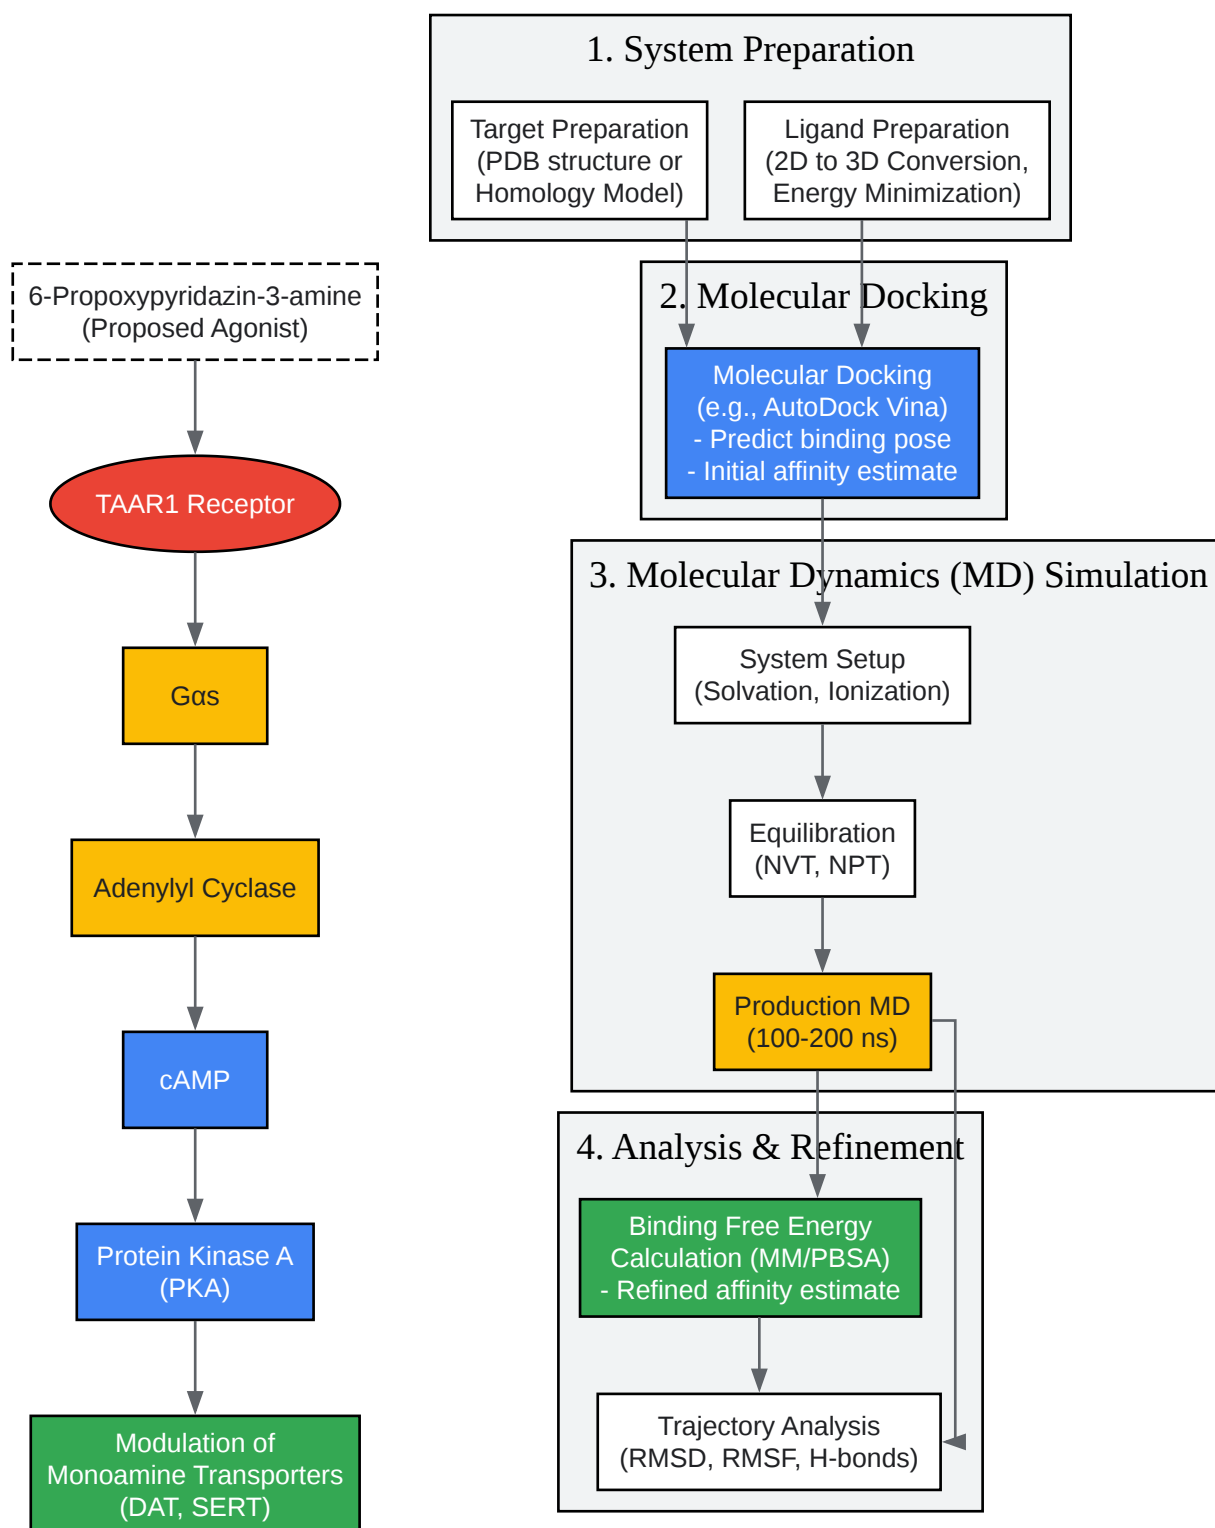 6-Propoxypyridazin-3-amine
(Proposed Agonist)
TAAR1 Receptor
Gαs
Adenylyl Cyclase
cAMP
Protein Kinase A
(PKA)
Modulation of
Monoamine Transporters
(DAT, SERT)
1. System Preparation
Target Preparation
(PDB structure or
Homology Model)
Ligand Preparation
(2D to 3D Conversion,
Energy Minimization)
2. Molecular Docking
Molecular Docking
(e.g., AutoDock Vina)
- Predict binding pose
- Initial affinity estimate
3. Molecular Dynamics (MD) Simulation
System Setup
(Solvation, Ionization)
Equilibration
(NVT, NPT)
Production MD
(100-200 ns)
4. Analysis & Refinement
Binding Free Energy
Calculation (MM/PBSA)
- Refined affinity estimate
Trajectory Analysis
(RMSD, RMSF, H-bonds)